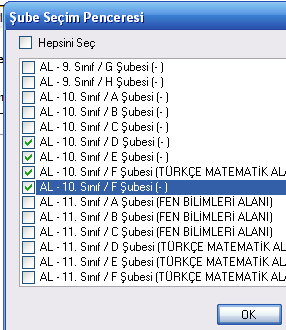 Şube Seçim Penceresi
Hepsini Seç
AL - 9. Sınıf / G Şubesi (- )
AL - 9. Sınıf / H Şubesi (- )
AL - 10. Sınıf / A Şubesi (- )
AL - 10. Sınıf / B Şubesi (- )
AL - 10. Sınıf / C Şubesi (- )
AL - 10. Sınıf / D Şubesi (- )
AL - 10. Sınıf / E Şubesi (- )
AL - 10. Sınıf / F Şubesi (TÜRKÇE MATEMATİK AL
AL - 10. Sınıf / F Şubesi (- )
AL - 11. Sınıf / A Şubesi (FEN BİLİMLERİ ALANI)
AL - 11. Sınıf / B Şubesi (FEN BİLİMLERİ ALANI)
AL - 11. Sınıf / C Şubesi (FEN BİLİMLERİ ALANI)
AL - 11. Sınıf / D Şubesi (TÜRKÇE MATEMATİK AL
AL - 11. Sınıf / E Şubesi (TÜRKÇE MATEMATİK AL
AL - 11. Sınıf / F Şubesi (TÜRKÇE MATEMATİK AL
OK